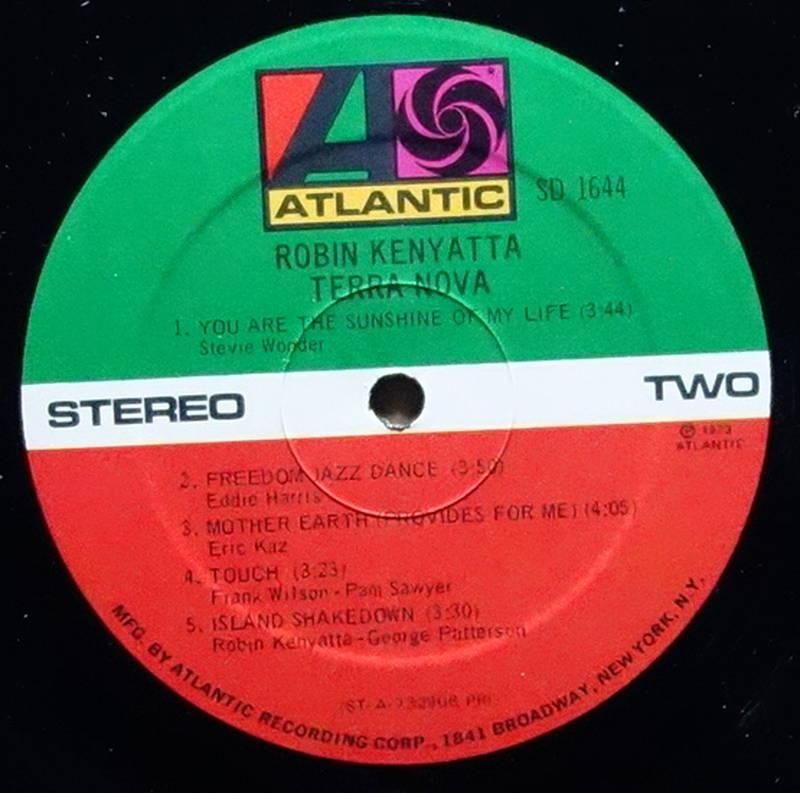 ATLANTIC
SD 1644
ROBIN KENYATTA
TERRA NOVA
1. YOU ARE THE SUNSHINE OF MY LIFE (3:44)
Stevie Wonder
STEREO
TWO
℗ 1973
ATLANTIC
2. FREEDOM JAZZ DANCE (3:50)
Eddie Harris
3. MOTHER EARTH (PROVIDES FOR ME) (4:05)
Eric Kaz
4. TOUCH (3:23)
Frank Wilson - Pam Sawyer
5. ISLAND SHAKEDOWN (3:30)
Robin Kenyatta-George Patterson
MFG. BY ATLANTIC RECORDING CORP., 1841 BROADWAY, NEW YORK, N.Y.